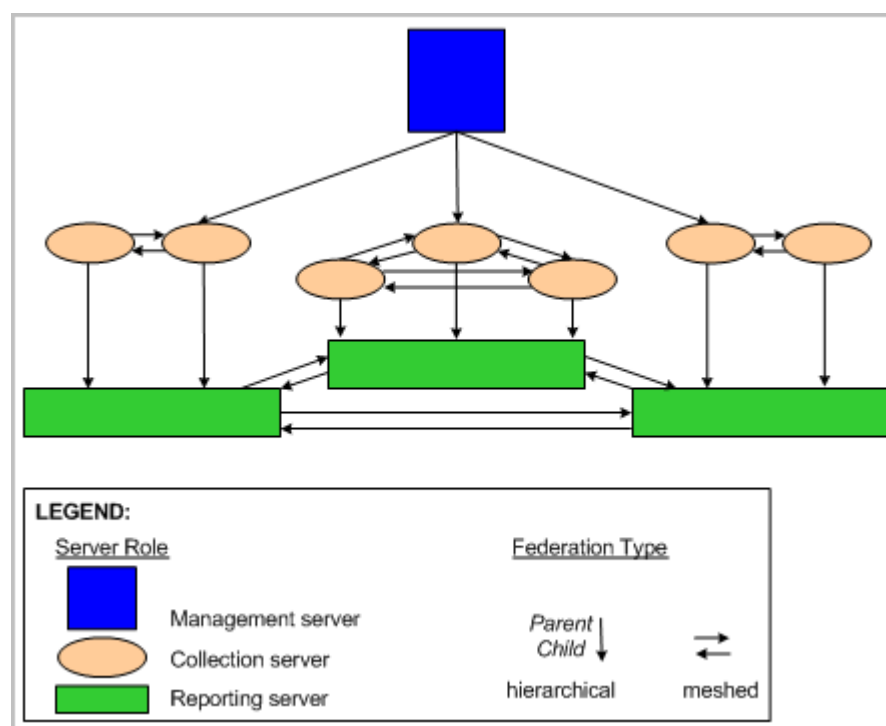 LEGEND:
Server Role
Federation Type
Management server
Parent
Child
Collection server
hierarchical
meshed
Reporting server